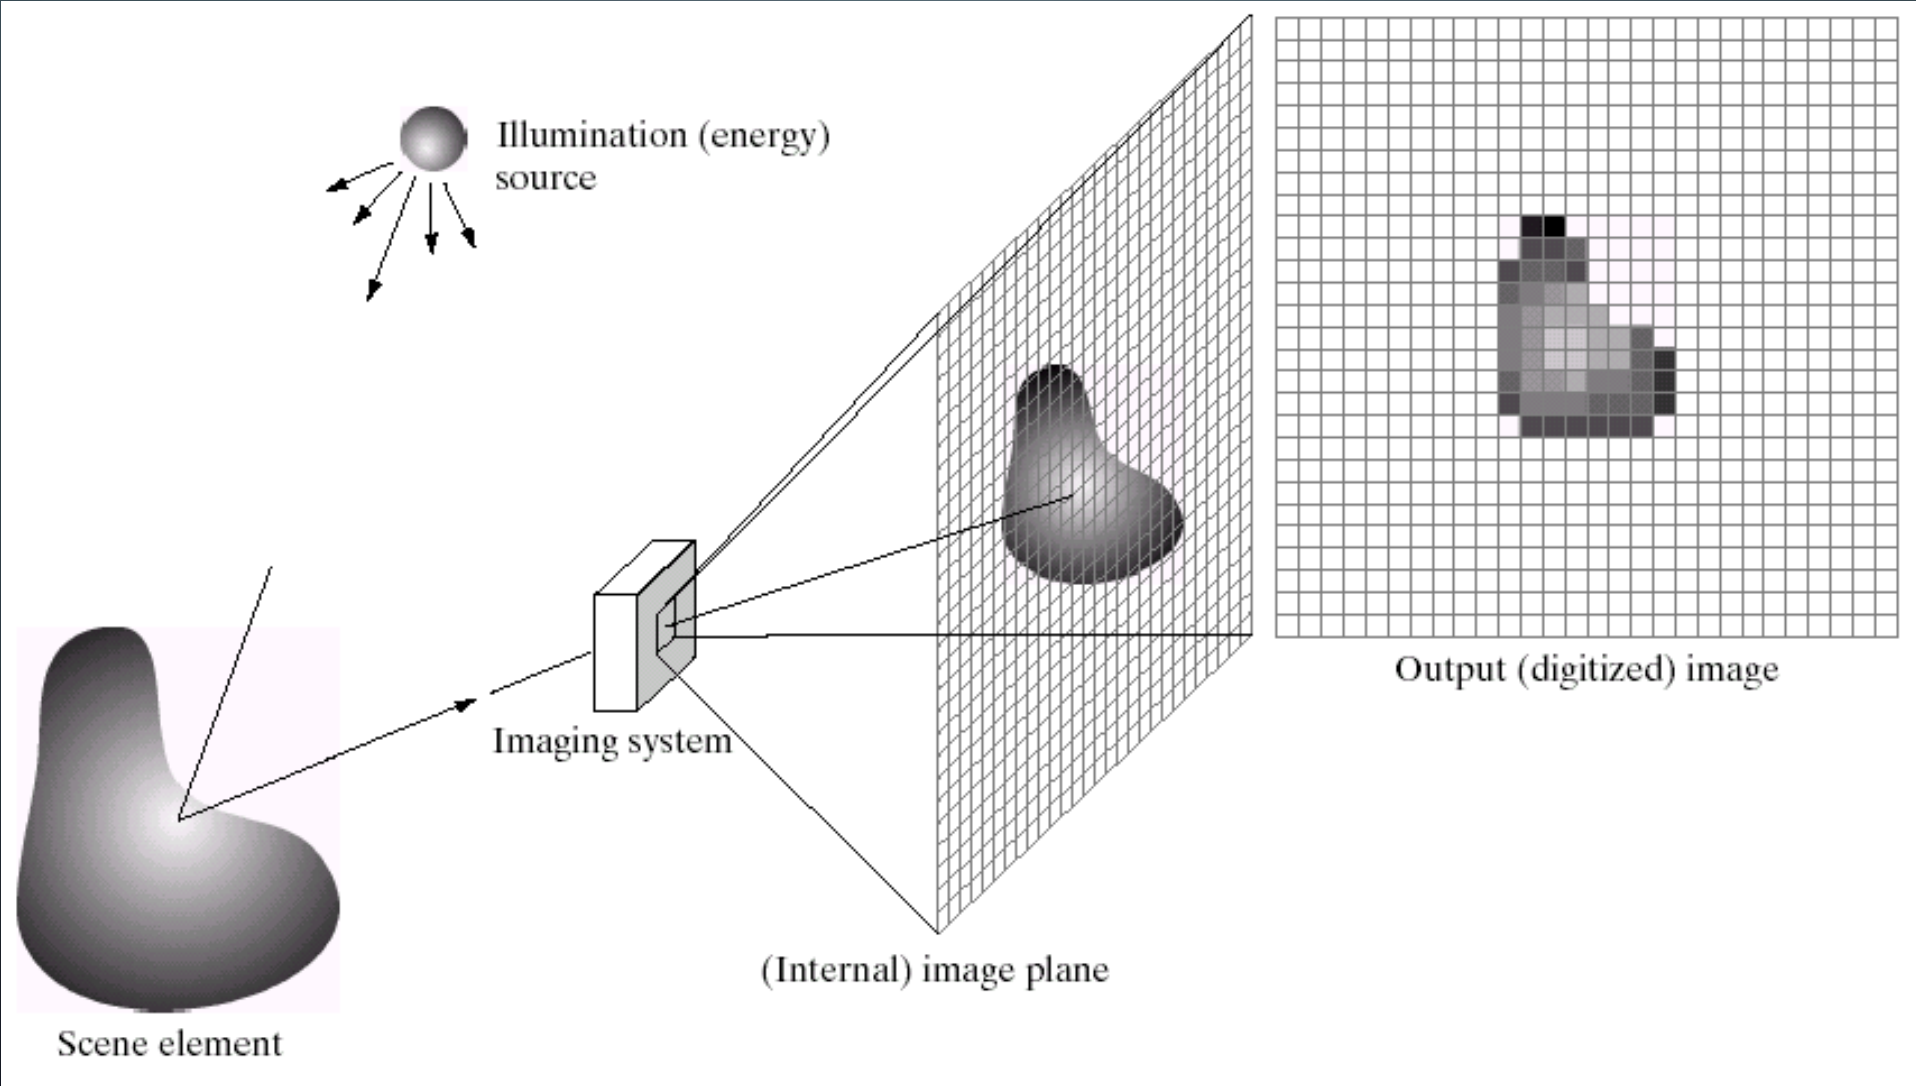 Illumination (energy)
source
Output (digitized) image
Imaging system
(Internal) image plane
Scene element